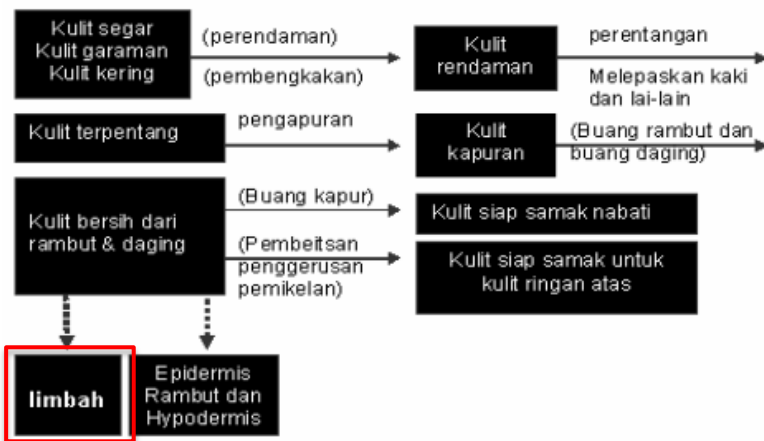 Kulit segar
Kulit garaman
Kulit kering
(perendaman)
(pembengkakan)
Kulit
rendaman
perentangan
Melepaskan kaki
dan lai-lain
Kulit terpentang
pengapuran
Kulit
kapuran
(Buang rambut dan
buang daging)
Kulit bersih dari
rambut & daging
(Buang kapur)
Kulit siap samak nabati
(Pembeitsan
penggerusan
pemikelan)
Kulit siap samak untuk
kulit ringan atas
limbah
Epidermis
Rambut dan
Hypodermis